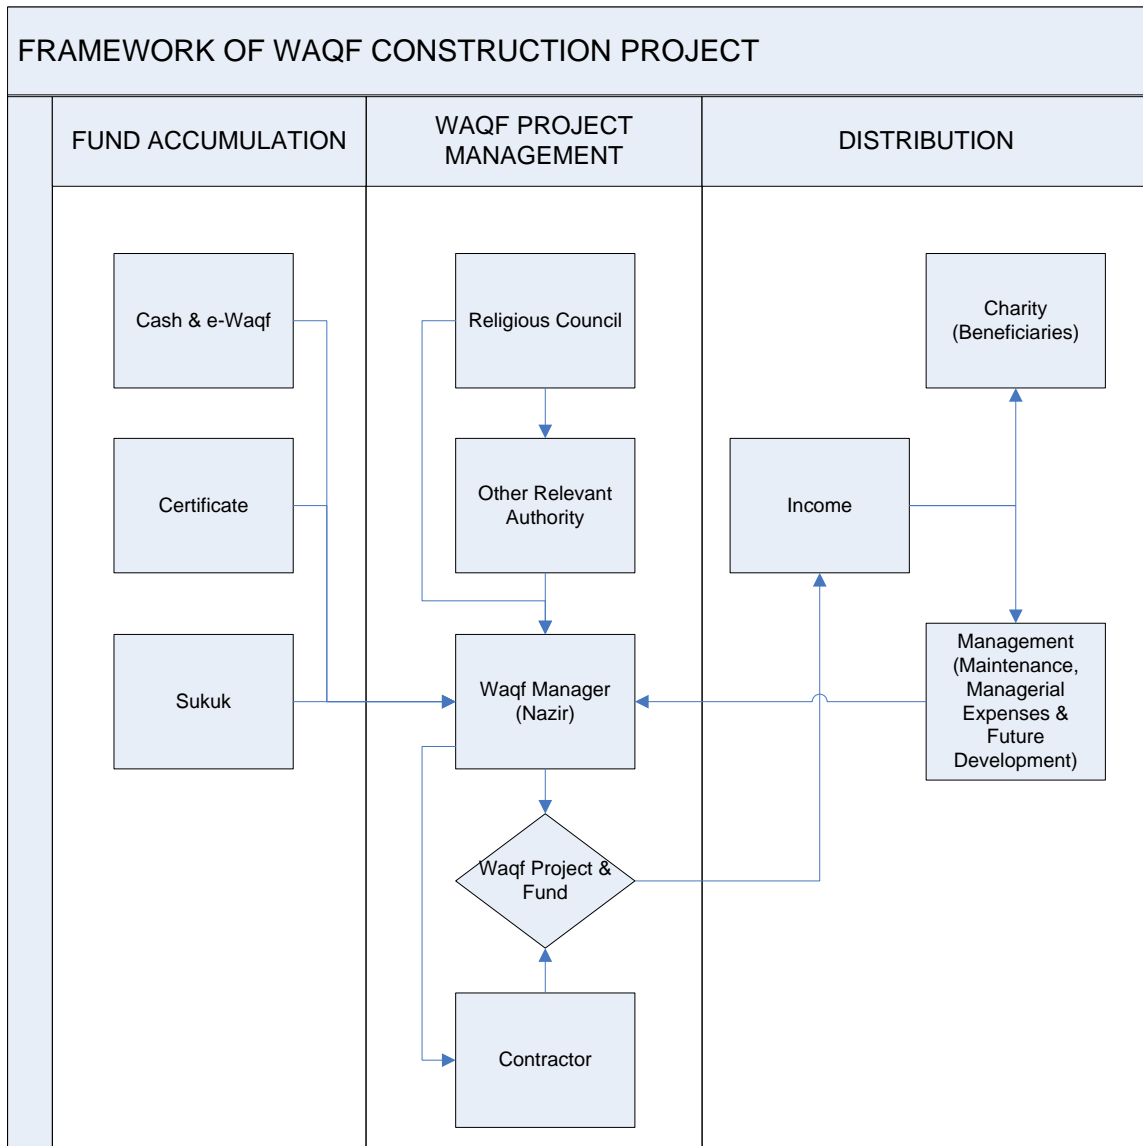 FRAMEWORK OF WAQF CONSTRUCTION PROJECT
FUND ACCUMULATION
WAQF PROJECT
MANAGEMENT
DISTRIBUTION
Cash & e-Waqf
Religious Council
Charity
(Beneficiaries)
Certificate
Other Relevant
Authority
Income
Sukuk
Waqf Manager
(Nazir)
Management
(Maintenance,
Managerial
Expenses &
Future
Development)
Waqf Project &
Fund
Contractor